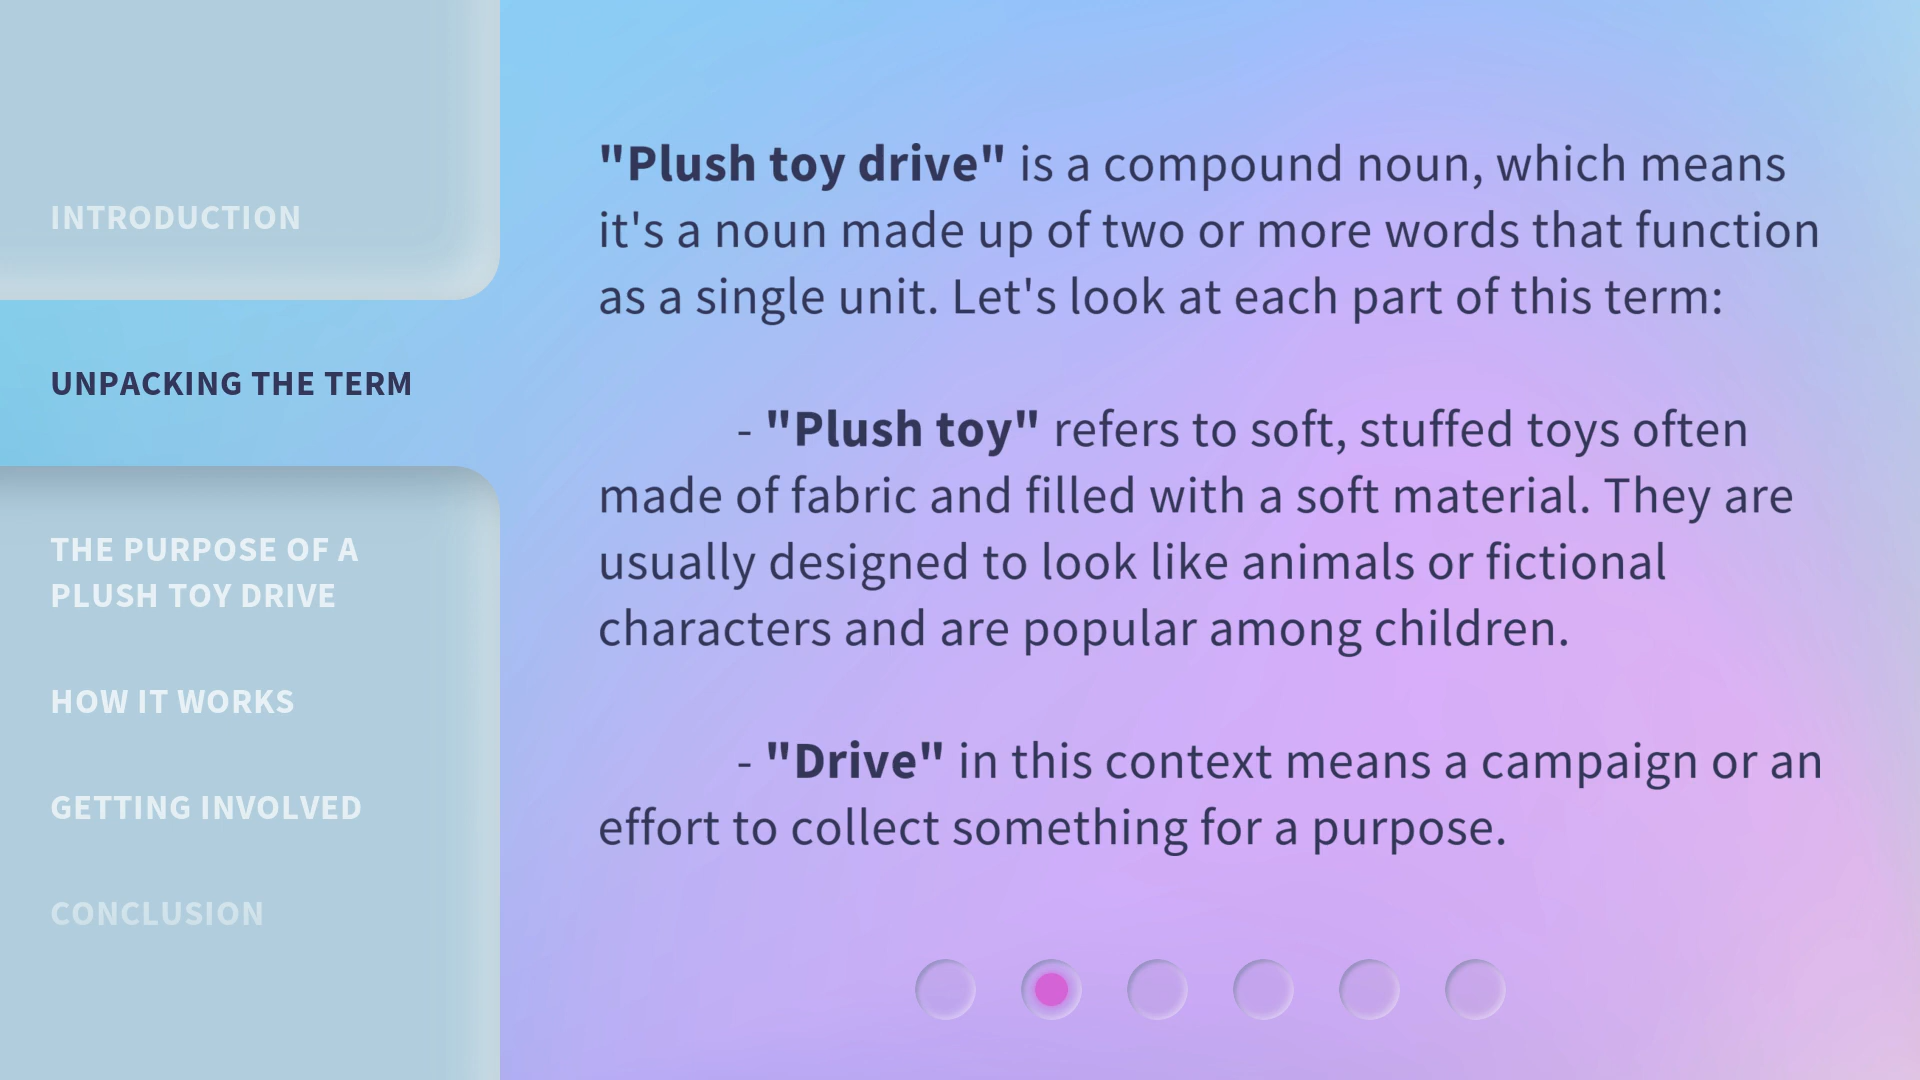 INTRODUCTION
UNPACKING THE TERM
THE PURPOSE OF A
PLUSH TOY DRIVE
HOW IT WORKS
GETTING INVOLVED
CONCLUSION
"Plush toy drive" is a compound noun, which means
it's a noun made up of two or more words that function
as a single unit. Let's look at each part of this term:
- "Plush toy" refers to soft, stuffed toys often
made of fabric and filled with a soft material. They are
usually designed to look like animals or fictional
characters and are popular among children.
- "Drive" in this context means a campaign or an
effort to collect something for a purpose.